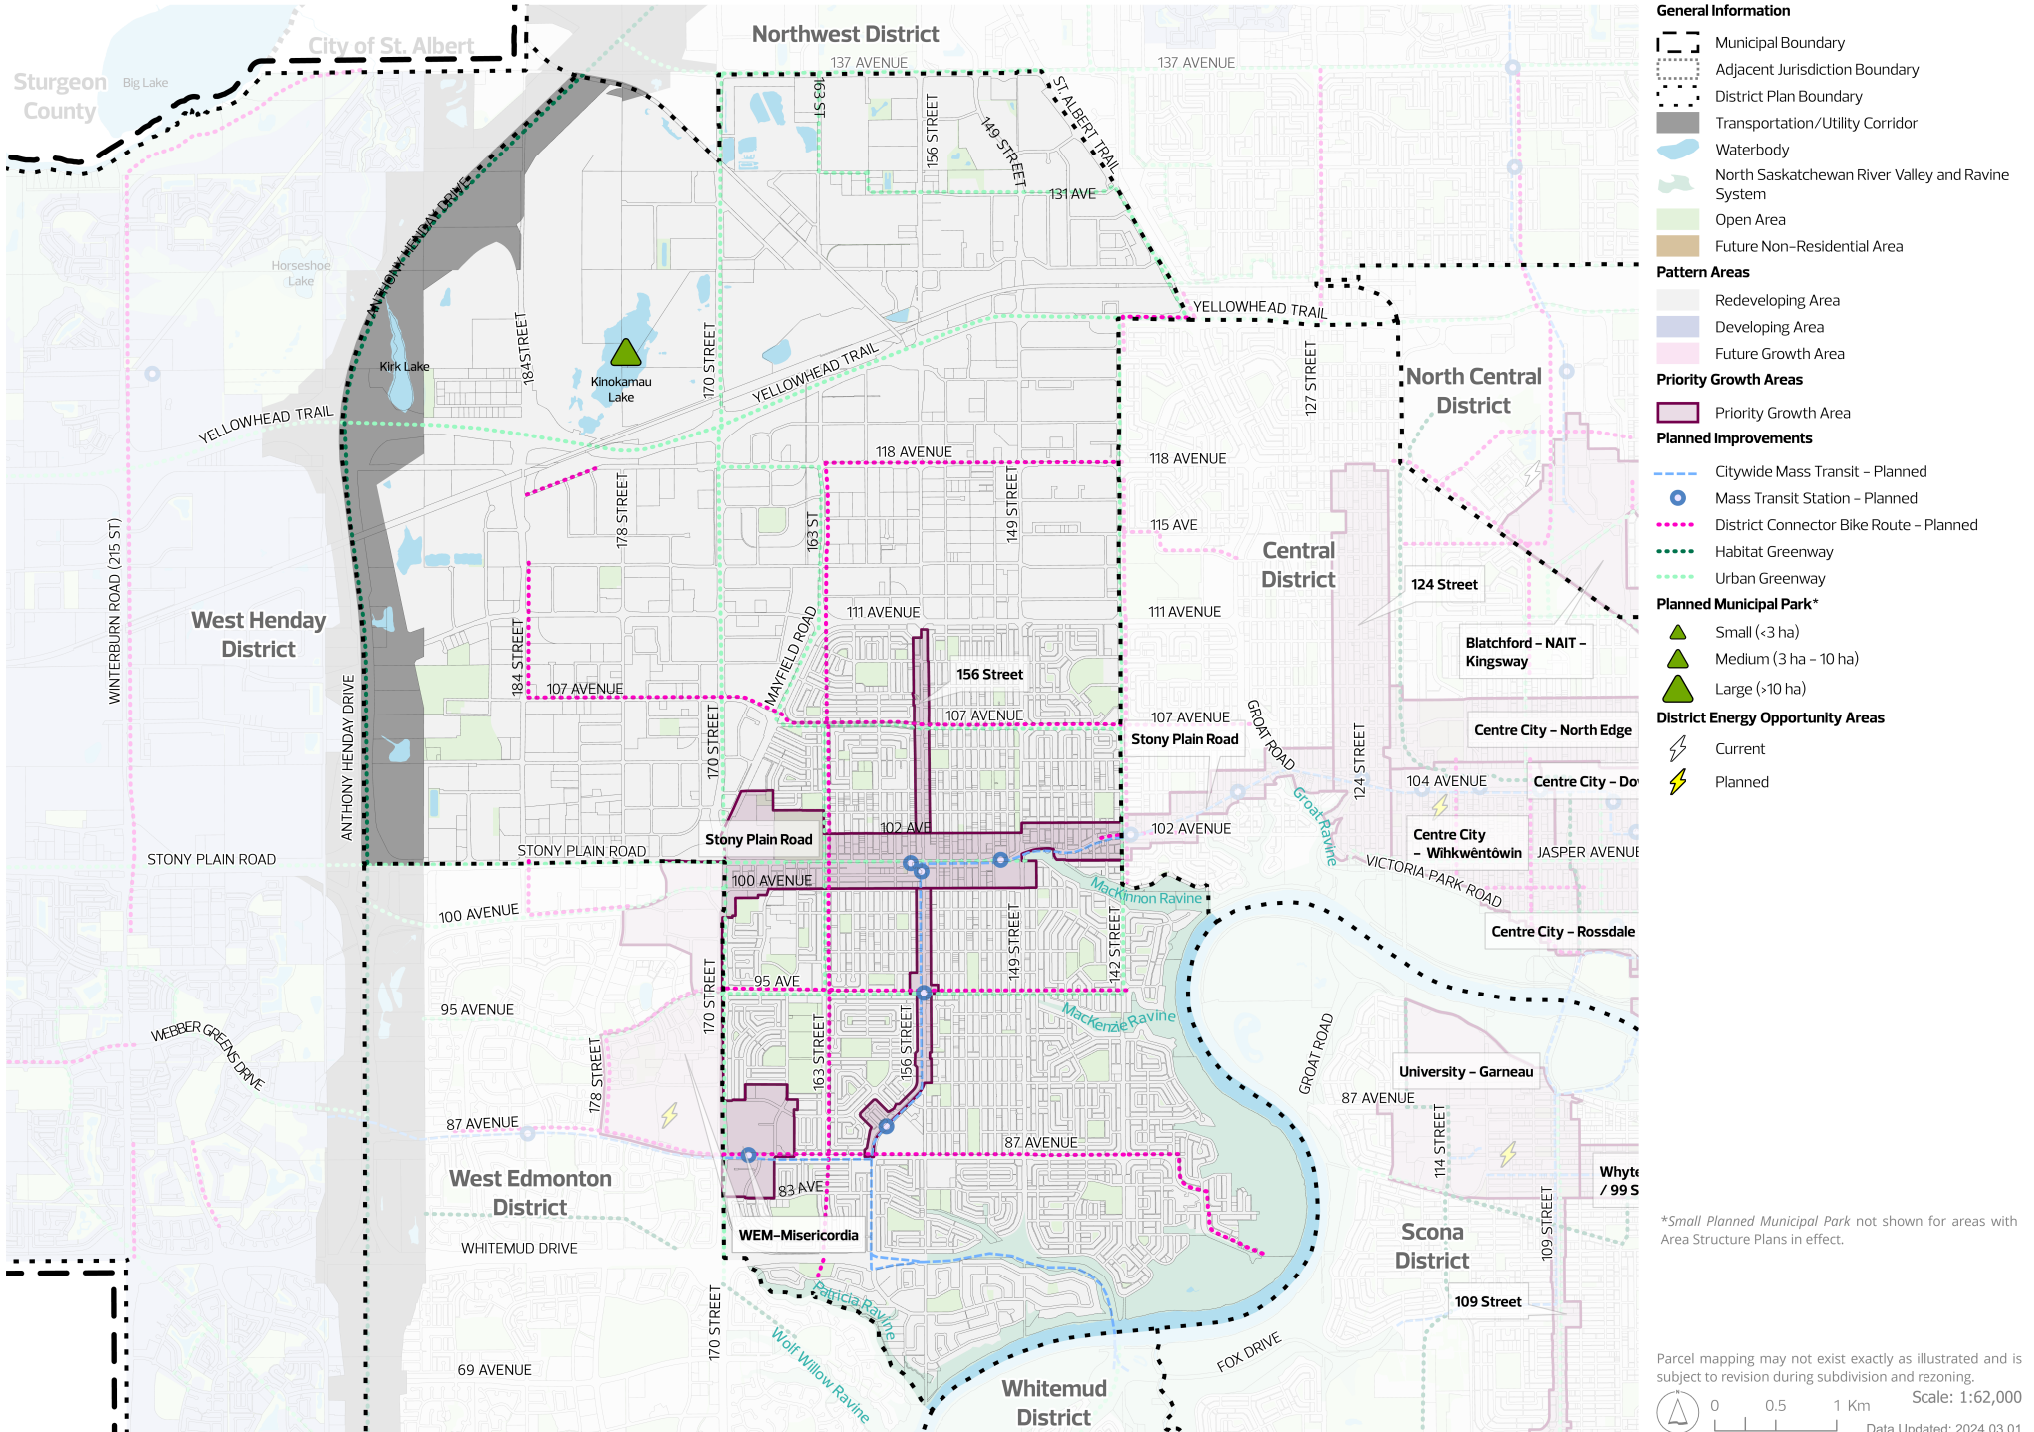 Northwest District
City of St. Albert
Sturgeon
County
Big Lake
137 AVENUE
137 AVENUE
163 ST
156 STREET
149 STREET
ST. ALBERT TRAIL
131 AVE
ANTHONY HENDAY DRIVE
Horseshoe
Lake
Kirk Lake
184 STREET
Kinokamau
Lake
170 STREET
YELLOWHEAD TRAIL
YELLOWHEAD TRAIL
YELLOWHEAD TRAIL
127 STREET
North Central
District
118 AVENUE
118 AVENUE
178 STREET
163 ST
149 STREET
115 AVE
WINTERBURN ROAD (215 ST)
Central
District
124 Street
West Henday
District
184 STREET
MAYFIELD ROAD
111 AVENUE
111 AVENUE
Blatchford – NAIT –
Kingsway
156 Street
107 AVENUE
107 AVENUE
107 AVENUE
ANTHONY HENDAY DRIVE
170 STREET
Stony Plain Road
GROAT ROAD
124 STREET
Centre City – North Edge
104 AVENUE
Centre City – Do
Groat Ravine
102 AVE
102 AVENUE
Stony Plain Road
Centre City
– Wihkwêntôwin
JASPER AVENUE
STONY PLAIN ROAD
STONY PLAIN ROAD
VICTORIA PARK ROAD
100 AVENUE
100 AVENUE
MacKinnon Ravine
149 STREET
142 STREET
Centre City – Rossdale
95 AVE
95 AVENUE
170 STREET
MacKenzie Ravine
WEBBER GREENS DRIVE
178 STREET
163 STREET
156 STREET
GROAT ROAD
University – Garneau
87 AVENUE
87 AVENUE
87 AVENUE
114 STREET
West Edmonton
District
83 AVE
Whyte
/ 99 S
WEM–Misericordia
WHITEMUD DRIVE
Scona
District
109 STREET
109 Street
170 STREET
Patricia Ravine
Wolf Willow Ravine
69 AVENUE
Whitemud
District
FOX DRIVE
General Information
Municipal Boundary
Adjacent Jurisdiction Boundary
District Plan Boundary
Transportation/Utility Corridor
Waterbody
North Saskatchewan River Valley and Ravine
System
Open Area
Future Non-Residential Area
Pattern Areas
Redeveloping Area
Developing Area
Future Growth Area
Priority Growth Areas
Priority Growth Area
Planned Improvements
Citywide Mass Transit – Planned
Mass Transit Station – Planned
District Connector Bike Route – Planned
Habitat Greenway
Urban Greenway
Planned Municipal Park*
Small (<3 ha)
Medium (3 ha – 10 ha)
Large (>10 ha)
District Energy Opportunity Areas
Current
Planned
*Small Planned Municipal Park not shown for areas with
Area Structure Plans in effect.
Parcel mapping may not exist exactly as illustrated and is
subject to revision during subdivision and rezoning.
Scale: 1:62,000
N
0 0.5 1 Km
Data Updated: 2024.03.01